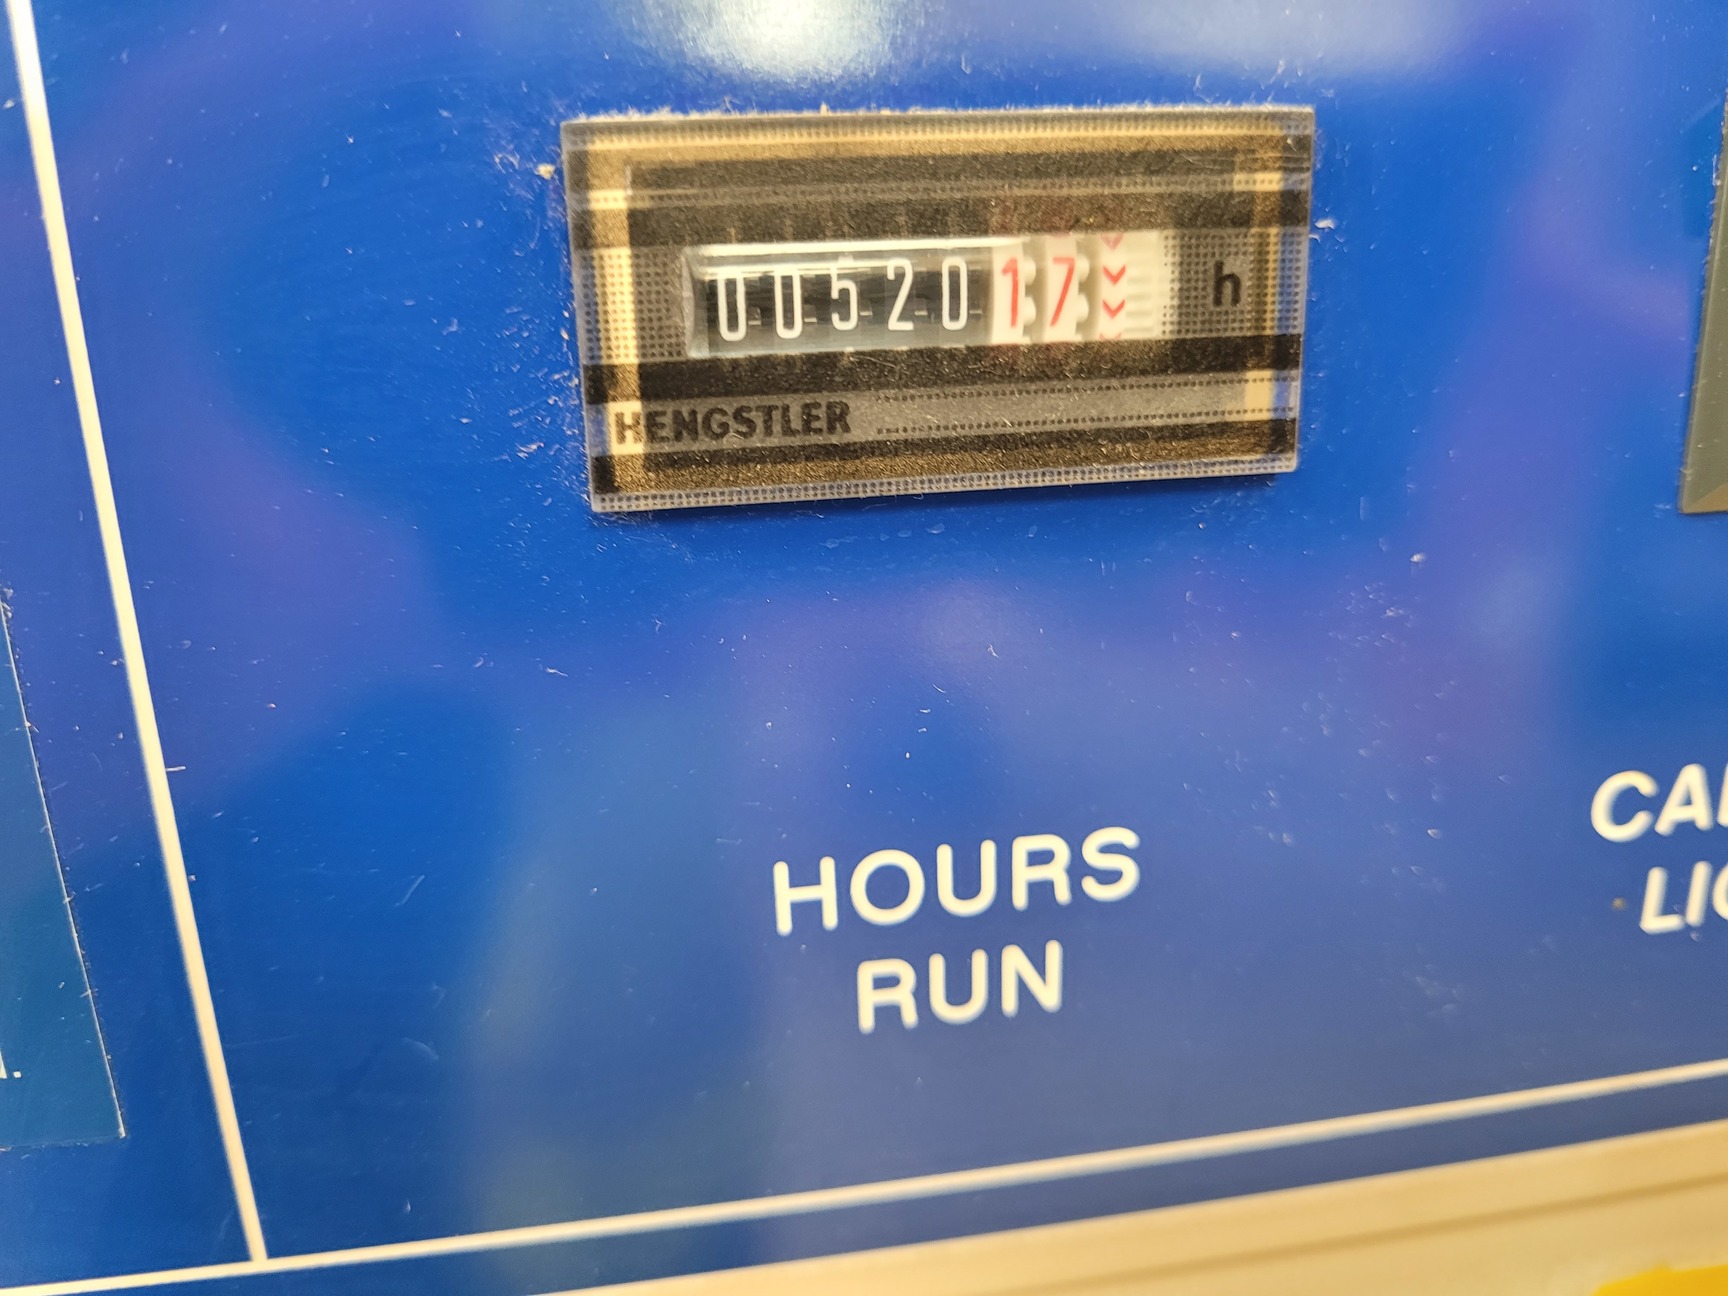 0052017 h
HENGSTLER
HOURS
RUN